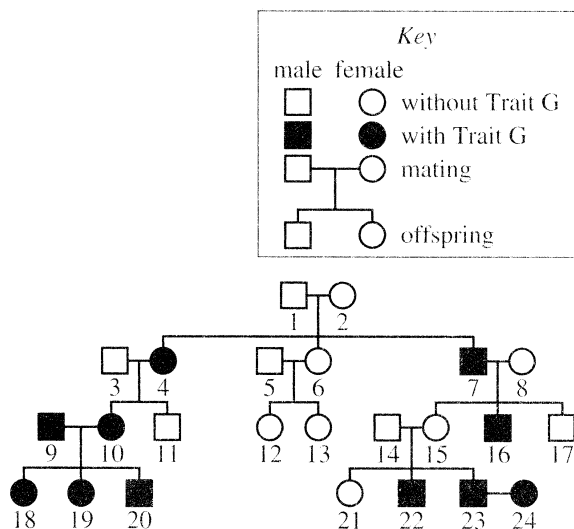 Key
male female
without Trait G
with Trait G
mating
offspring
1 2
3 4 5 6 7 8
9 10 11 12 13 14 15 16 17
18 19 20 21 22 23 24